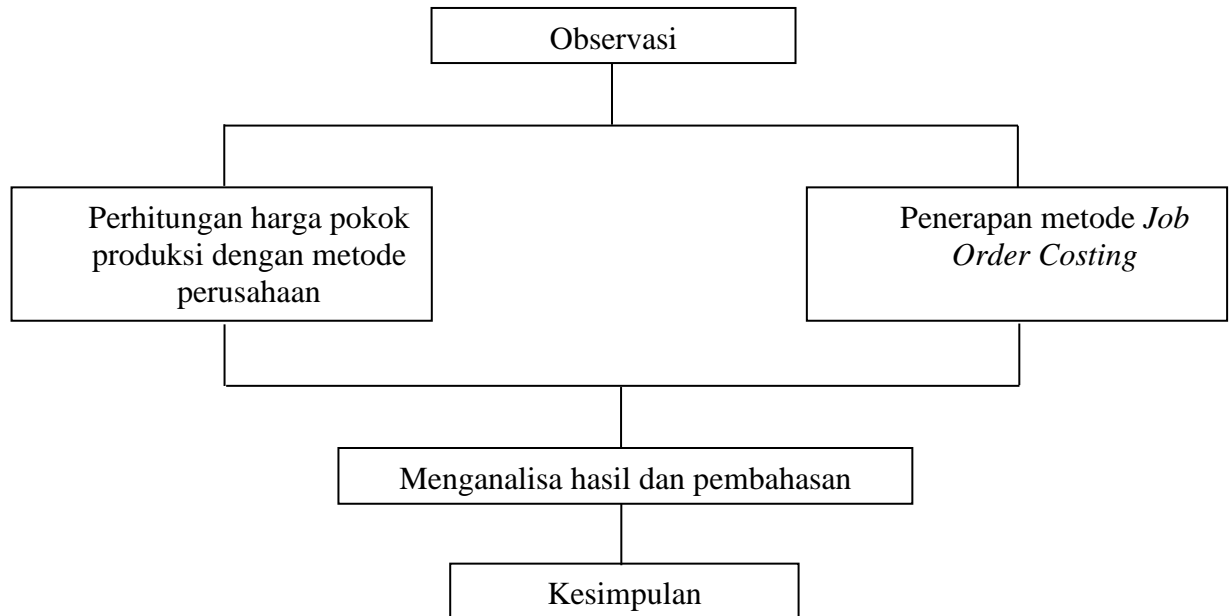 Observasi
Perhitungan harga pokok
produksi dengan metode
perusahaan
Penerapan metode Job
Order Costing
Menganalisa hasil dan pembahasan
Kesimpulan